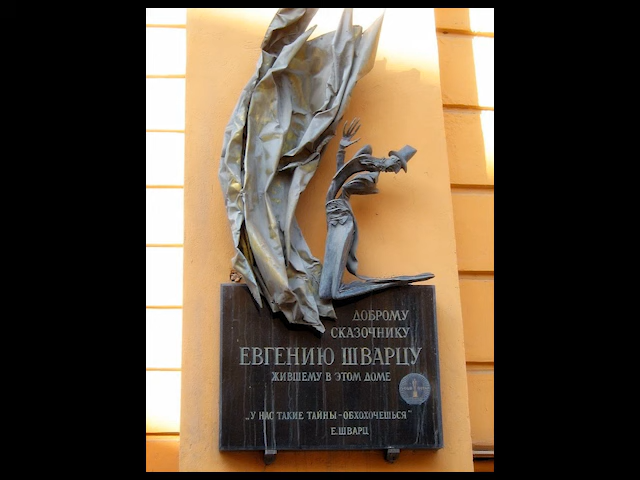 ДОБРОМУ
СКАЗОЧНИКУ
ЕВГЕНИЮ ШВАРЦУ
ЖИВШЕМУ В ЭТОМ ДОМЕ
„У НАС ТАКИЕ ТАЙНЫ - ОБХОХОЧЕШЬСЯ"
Е.ШВАРЦ